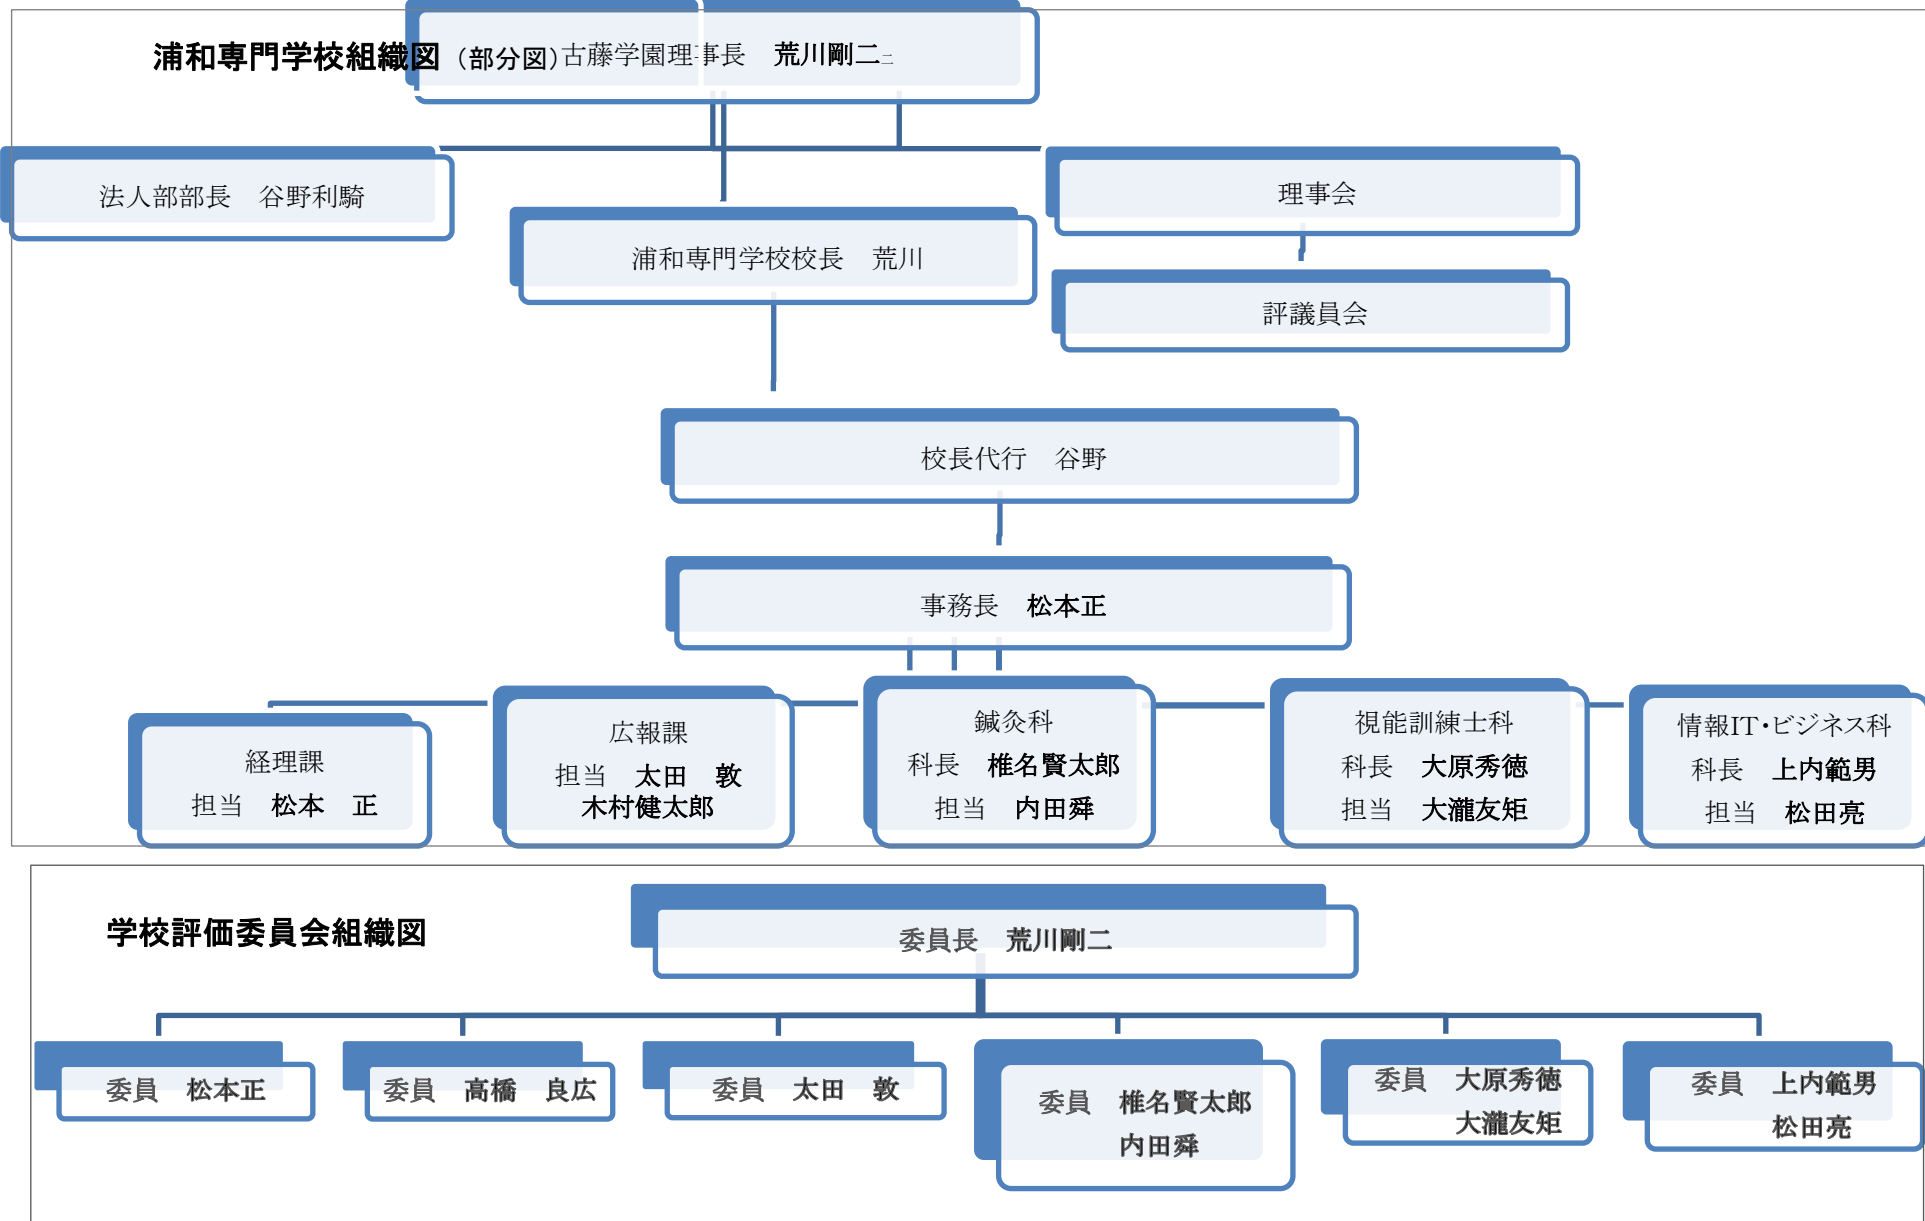 浦和専門学校組織図（部分図）
古藤学園理事長　荒川剛二
法人部部長　谷野利騎
理事会
浦和専門学校校長　荒川
評議員会
校長代行　谷野
事務長　松本正
経理課
担当　松本　正
広報課
担当　太田　敦
木村健太郎
鍼灸科
科長　椎名賢太郎
担当　内田舜
視能訓練士科
科長　大原秀徳
担当　大瀧友矩
情報IT・ビジネス科
科長　上内範男
担当　松田亮
学校評価委員会組織図
委員長　荒川剛二
委員　松本正
委員　高橋　良広
委員　太田　敦
委員　椎名賢太郎
内田舜
委員　大原秀徳
大瀧友矩
委員　上内範男
松田亮